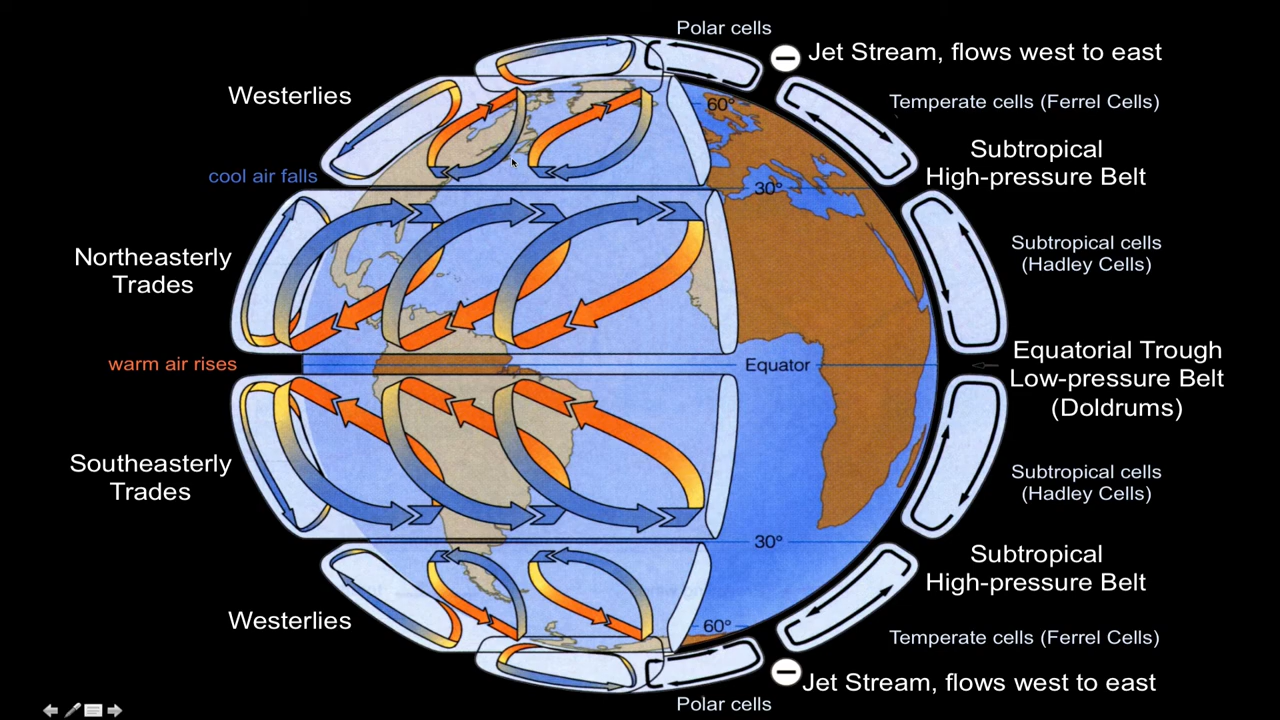 Polar cells
Jet Stream, flows west to east
Westerlies
60°
Temperate cells (Ferrel Cells)
Subtropical
High-pressure Belt
cool air falls
30°
Northeasterly
Trades
Subtropical cells
(Hadley Cells)
warm air rises
Equator
Equatorial Trough
Low-pressure Belt
(Doldrums)
Southeasterly
Trades
Subtropical cells
(Hadley Cells)
30°
Subtropical
High-pressure Belt
Westerlies
60°
Temperate cells (Ferrel Cells)
Jet Stream, flows west to east
Polar cells